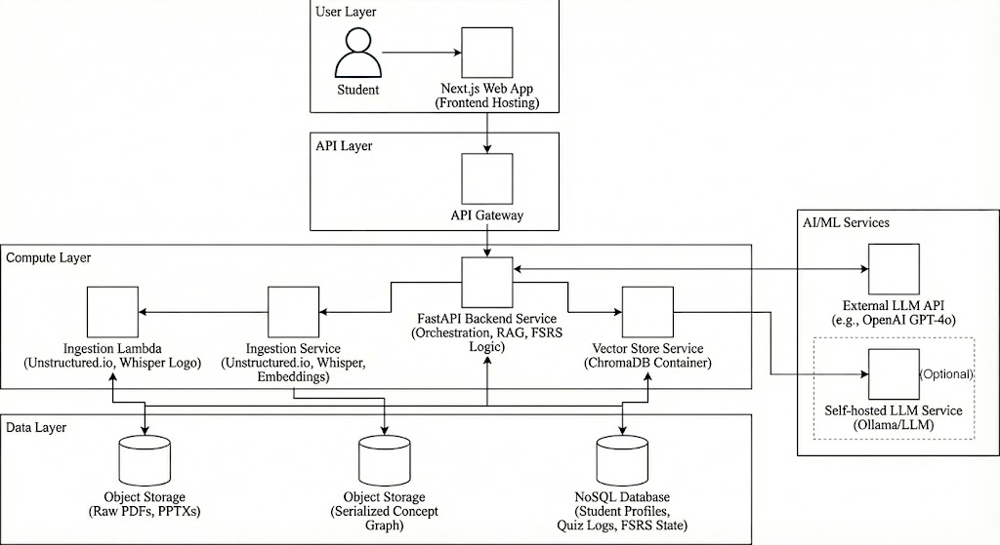 User Layer
Student
Next.js Web App
(Frontend Hosting)
API Layer
API Gateway
AI/ML Services
External LLM API
(e.g., OpenAI GPT-4o)
(Optional)
Self-hosted LLM Service
(Ollama/LLM)
Compute Layer
Ingestion Lambda
(Unstructured.io, Whisper Logo)
Ingestion Service
(Unstructured.io, Whisper,
Embeddings)
FastAPI Backend Service
(Orchestration, RAG, FSRS
Logic)
Vector Store Service
(ChromaDB Container)
Data Layer
Object Storage
(Raw PDFs, PPTXs)
Object Storage
(Serialized Concept
Graph)
NoSQL Database
(Student Profiles,
Quiz Logs, FSRS State)